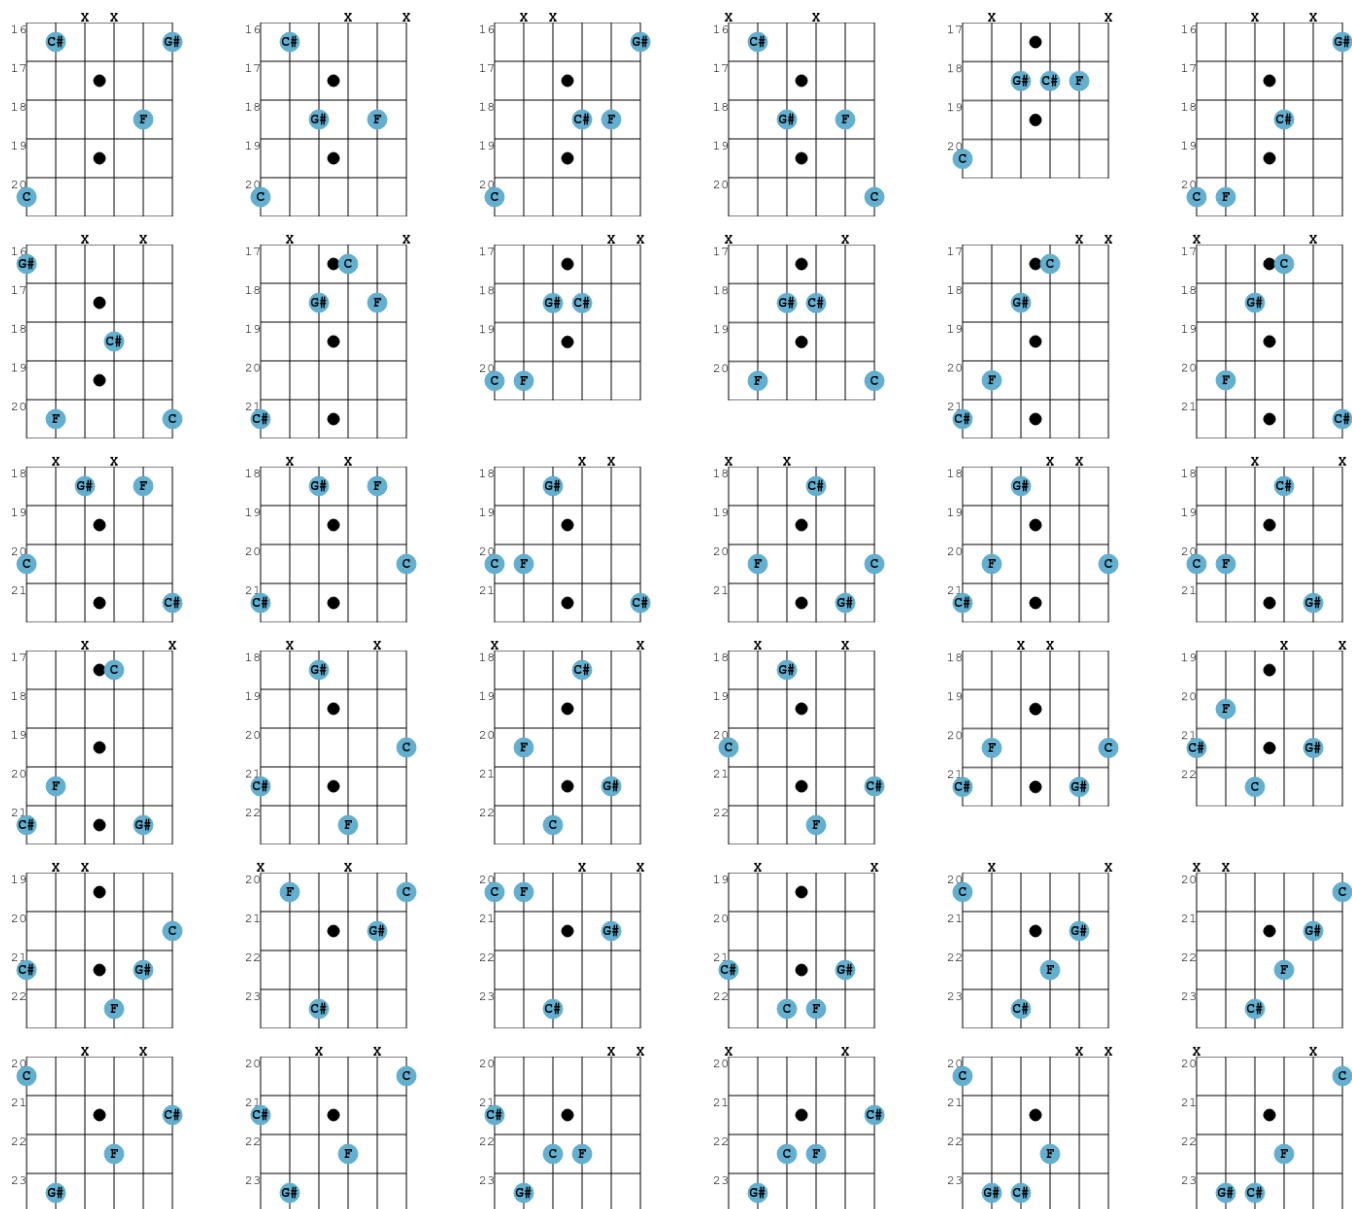 X X X X X X X X X X X X
16 16 16 16 17 16
C# G# C# G# C# G#
17 17 17 17 18 17
G# C# F
18 18 18 18 19 18
F G# F C# F G# F C#
19 19 19 19 20 19
C
20 20 20 20 20
C C C C C F
X X X X X X X X X X X X
16 17 17 17 17 17
G# C C C
17 18 18 18 18 18
G# F G# C# G# C# G# G#
18 19 19 19 19 19
C#
19 20 20 20 20 20
C F F C F F
20 21 21 21
F C C# C# C#
X X X X X X X X X X X X
18 18 18 18 18 18
G# F G# F G# C# G# C#
19 19 19 19 19 19
20 20 20 20 20 20
C C C F F C F C C F
21 21 21 21 21 21
C# C# C# G# C# G#
X X X X X X X X X X X X
17 18 18 18 18 19
C G# C# G#
18 19 19 19 19 20
F
19 20 20 20 20 21
C F C F C C# G#
20 21 21 21 21 22
F C# G# C# C# G# C
21 22 22 22
C# G# F C F
X X X X X X X X X X X X
19 20 20 19 20 20
F C C F C C
20 21 21 20 21 21
C G# G# G# G#
21 22 22 21 22 22
C# G# C# G# F F
22 23 23 22 23 23
F C# C# C F C# C#
X X X X X X X X X X X X
20 20 20 20 20 20
C C C C
21 21 21 21 21 21
C# C# C# C#
22 22 22 22 22 22
F F C F C F F F
23 23 23 23 23 23
G# G# G# G# G# C# G# C#